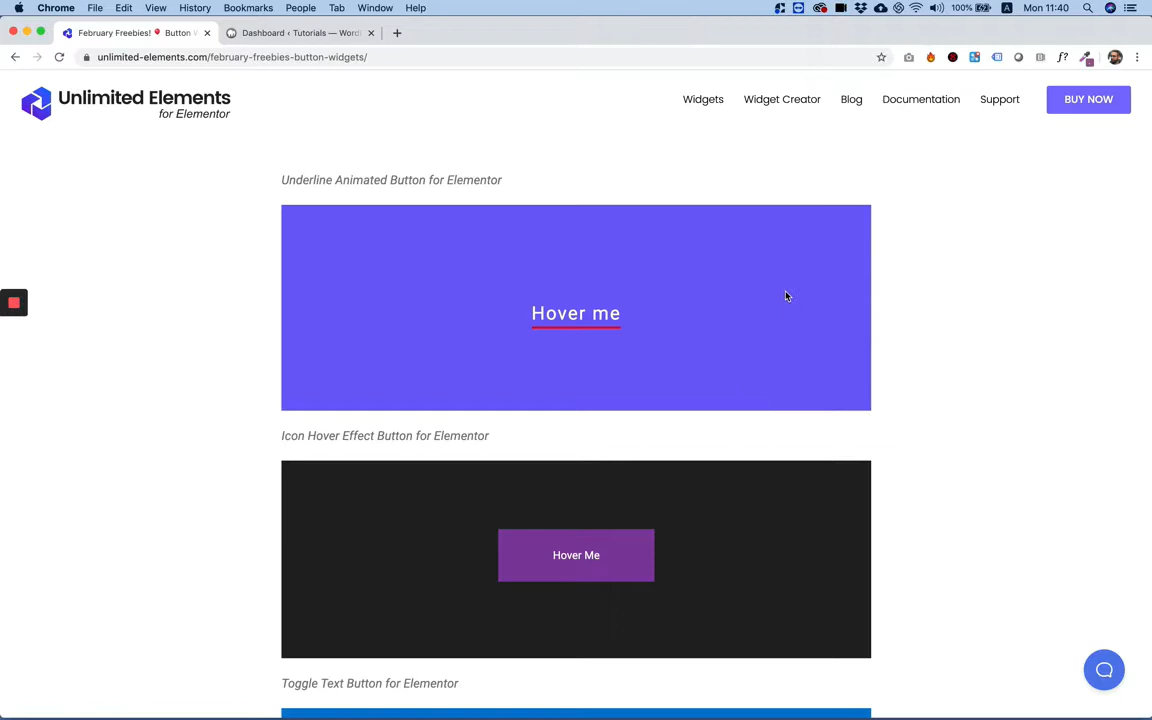 Chrome File Edit View History Bookmarks People Tab Window Help 100% A Mon 11:40
February Freebies! Button
Dashboard ‹ Tutorials — Word
unlimited-elements.com/february-freebies-button-widgets/
f?
Unlimited Elements
for Elementor
Widgets Widget Creator Blog Documentation Support BUY NOW
Underline Animated Button for Elementor
Hover me
Icon Hover Effect Button for Elementor
Hover Me
Toggle Text Button for Elementor